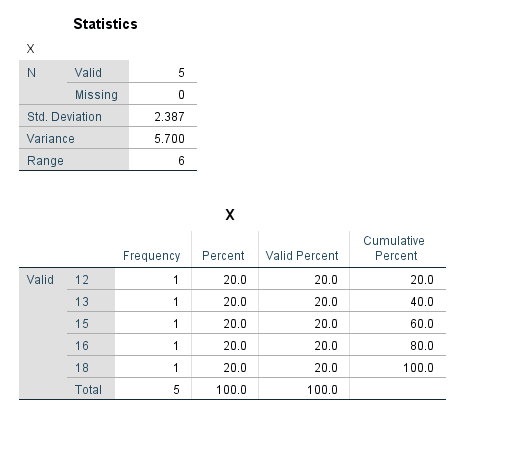 Statistics
X
N Valid 5
Missing 0
Std. Deviation 2.387
Variance 5.700
Range 6
X
Frequency Percent Valid Percent Cumulative Percent
Valid 12 1 20.0 20.0 20.0
13 1 20.0 20.0 40.0
15 1 20.0 20.0 60.0
16 1 20.0 20.0 80.0
18 1 20.0 20.0 100.0
Total 5 100.0 100.0